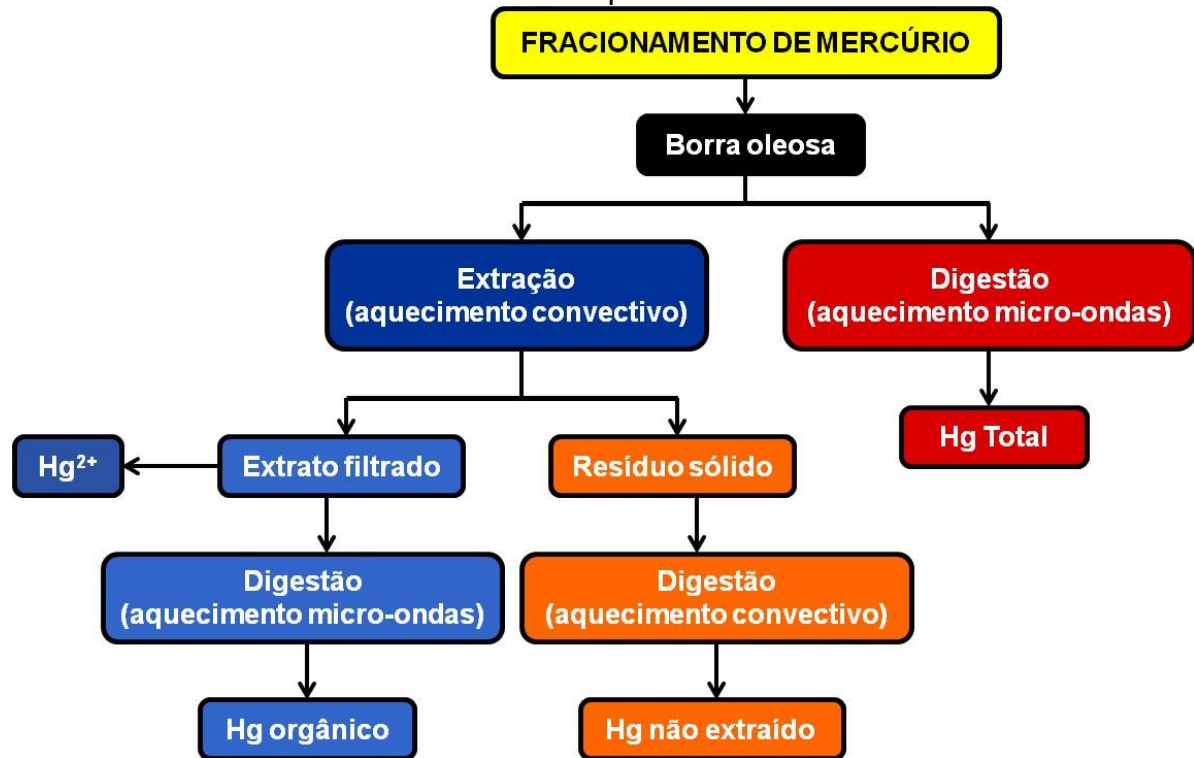 FRACIONAMENTO DE MERCÚRIO
Borra oleosa
Extração
(aquecimento convectivo)
Digestão
(aquecimento micro-ondas)
Hg Total
Hg²⁺
Extrato filtrado
Resíduo sólido
Digestão
(aquecimento micro-ondas)
Digestão
(aquecimento convectivo)
Hg orgânico
Hg não extraído